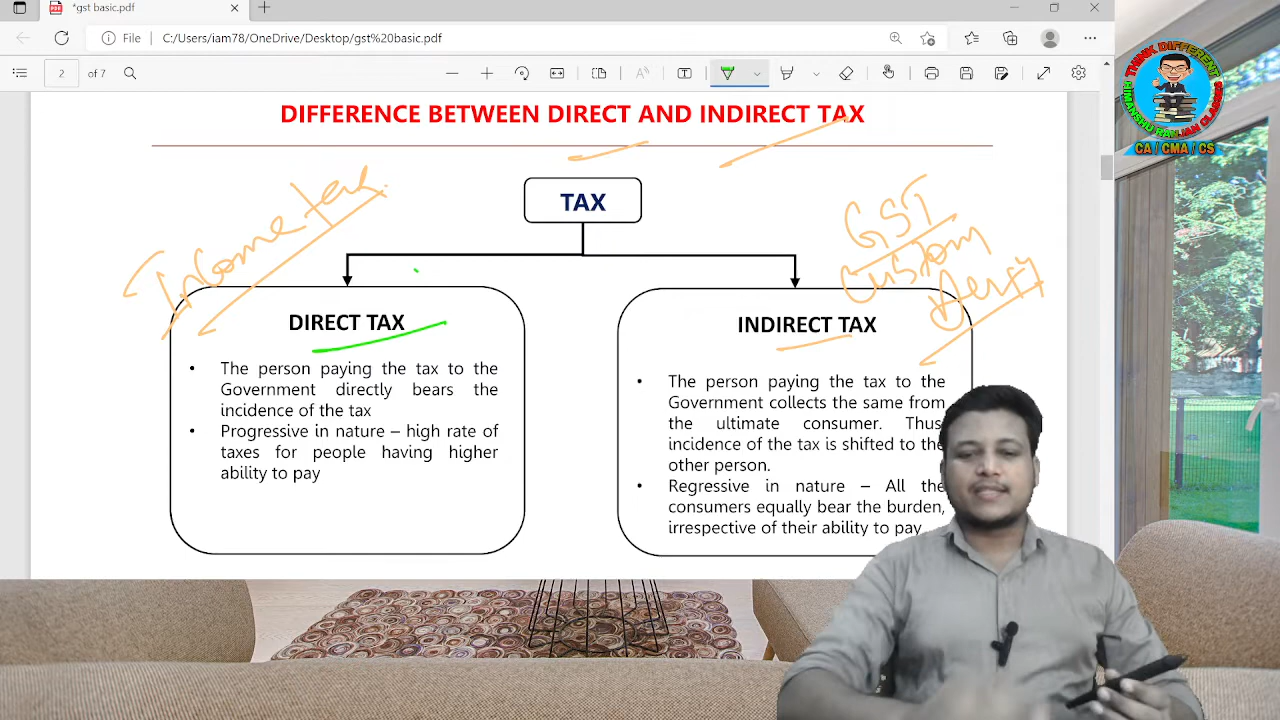 *gst basic.pdf
File
C:/Users/iam78/OneDrive/Desktop/gst%20basic.pdf
2 of 7
DIFFERENCE BETWEEN DIRECT AND INDIRECT TAX
TAX
Income tax
GST
Custom
DIRECT TAX
• The person paying the tax to the
Government directly bears the
incidence of the tax
• Progressive in nature – high rate of
taxes for people having higher
ability to pay
INDIRECT TAX
• The person paying the tax to the
Government collects the same from
the ultimate consumer. Thus
incidence of the tax is shifted to the
other person.
• Regressive in nature – All the
consumers equally bear the burden,
irrespective of their ability to pay
THINK DIFFERENT
HIMANSHU RANJAN CLASSES
CA / CMA / CS